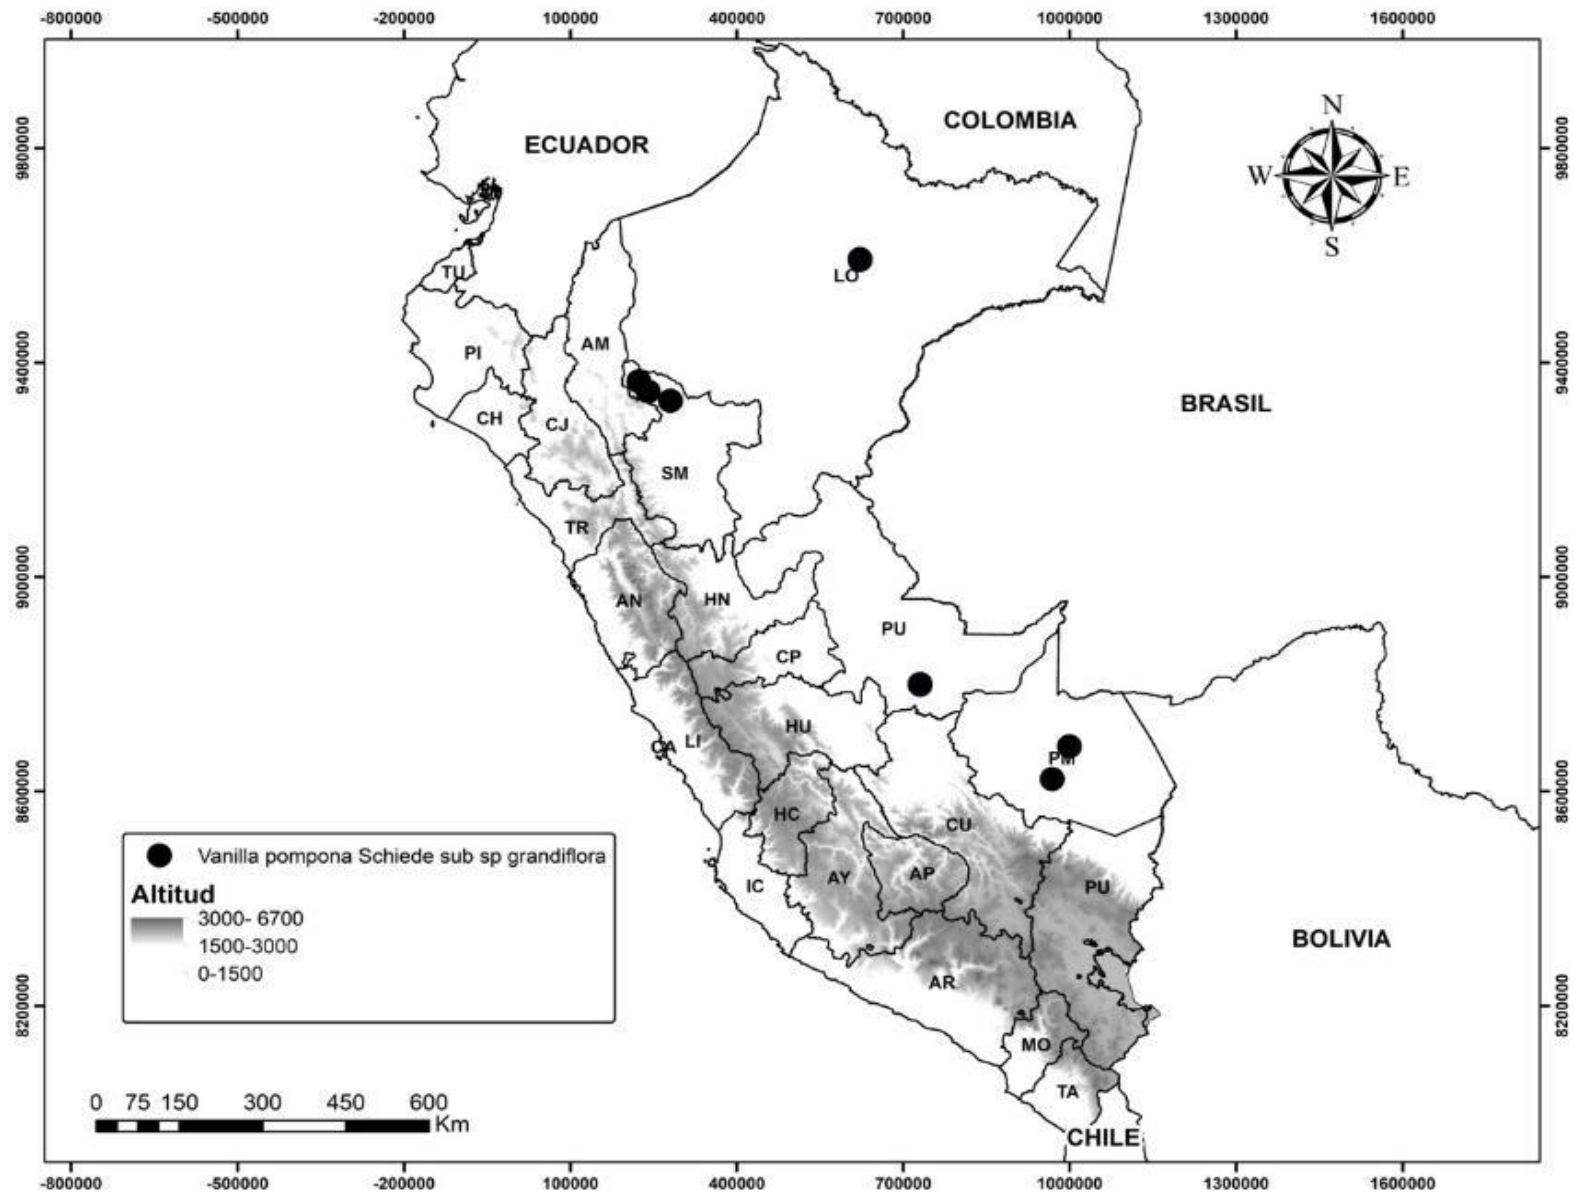 -800000 -500000 -200000 100000 400000 700000 1000000 1300000 1600000
COLOMBIA
ECUADOR
N
W E
S
9800000 9800000
TU
LO
AM
PI
9400000 9400000
BRASIL
CH
CJ
SM
TR
9000000 9000000
AN
HN
PU
CP
HU
LI
CA
PM
8600000 8600000
HC
CU
AP
AY
IC
PU
Vanilla pompona Schiede sub sp grandiflora
Altitud
3000- 6700
1500-3000
0-1500
BOLIVIA
AR
8200000 8200000
MO
TA
CHILE
0 75 150 300 450 600
Km
-800000 -500000 -200000 100000 400000 700000 1000000 1300000 1600000